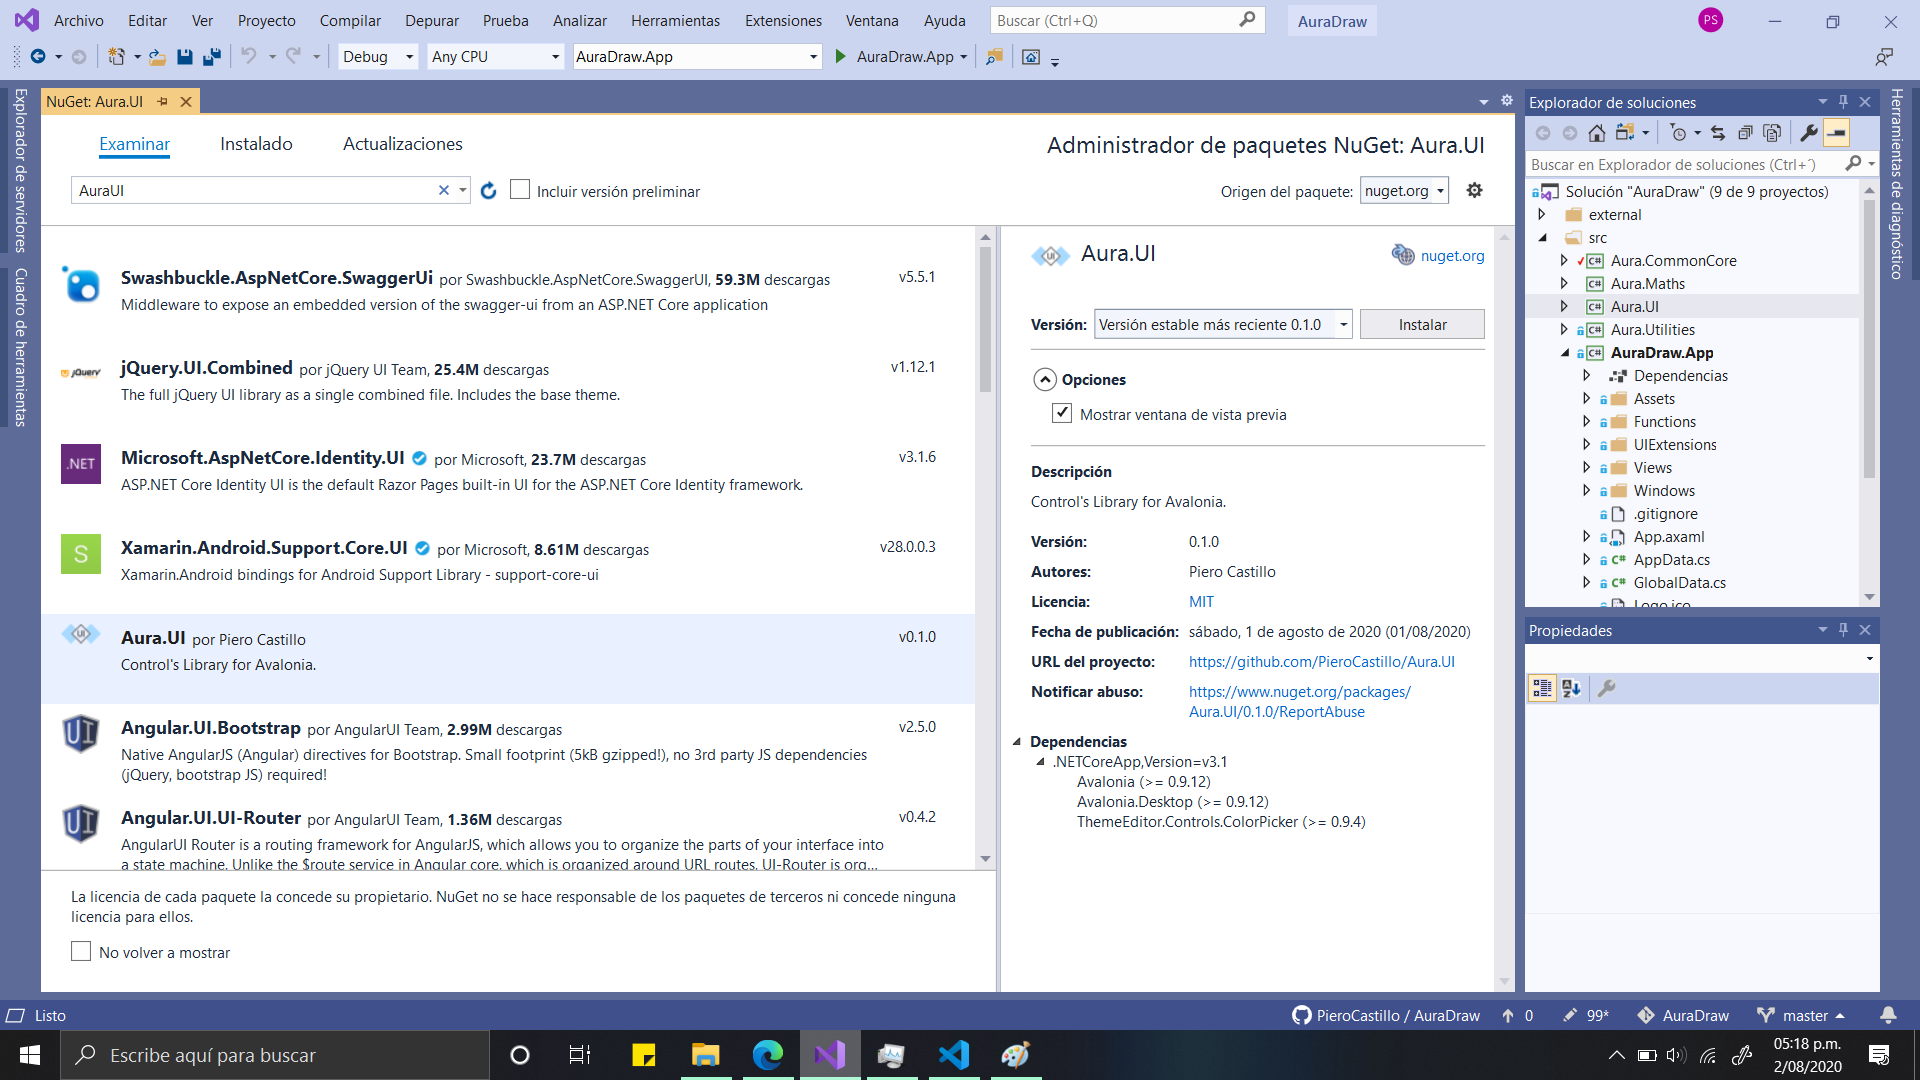 Archivo Editar Ver Proyecto Compilar Depurar Prueba Analizar Herramientas Extensiones Ventana Ayuda Buscar (Ctrl+Q) AuraDraw PS
Debug Any CPU AuraDraw.App AuraDraw.App
Explorador de servidores
Cuadro de herramientas
NuGet: Aura.UI
Examinar Instalado Actualizaciones
Administrador de paquetes NuGet: Aura.UI
AuraUI Incluir versión preliminar
Origen del paquete: nuget.org
Swashbuckle.AspNetCore.SwaggerUi por Swashbuckle.AspNetCore.SwaggerUI, 59.3M descargas v5.5.1
Middleware to expose an embedded version of the swagger-ui from an ASP.NET Core application
jQuery
jQuery.UI.Combined por jQuery UI Team, 25.4M descargas v1.12.1
The full jQuery UI library as a single combined file. Includes the base theme.
.NET
Microsoft.AspNetCore.Identity.UI por Microsoft, 23.7M descargas v3.1.6
ASP.NET Core Identity UI is the default Razor Pages built-in UI for the ASP.NET Core Identity framework.
S
Xamarin.Android.Support.Core.UI por Microsoft, 8.61M descargas v28.0.0.3
Xamarin.Android bindings for Android Support Library - support-core-ui
UI
Aura.UI por Piero Castillo v0.1.0
Control's Library for Avalonia.
UI
Angular.UI.Bootstrap por AngularUI Team, 2.99M descargas v2.5.0
Native AngularJS (Angular) directives for Bootstrap. Small footprint (5kB gzipped!), no 3rd party JS dependencies
(jQuery, bootstrap JS) required!
UI
Angular.UI.UI-Router por AngularUI Team, 1.36M descargas v0.4.2
AngularUI Router is a routing framework for AngularJS, which allows you to organize the parts of your interface into
a state machine. Unlike the $route service in Angular core, which is organized around URL routes, UI-Router is org...
La licencia de cada paquete la concede su propietario. NuGet no se hace responsable de los paquetes de terceros ni concede ninguna
licencia para ellos.
No volver a mostrar
UI
Aura.UI nuget.org
Versión: Versión estable más reciente 0.1.0 Instalar
Opciones
Mostrar ventana de vista previa
Descripción
Control's Library for Avalonia.
Versión: 0.1.0
Autores: Piero Castillo
Licencia: MIT
Fecha de publicación: sábado, 1 de agosto de 2020 (01/08/2020)
URL del proyecto: https://github.com/PieroCastillo/Aura.UI
Notificar abuso: https://www.nuget.org/packages/
Aura.UI/0.1.0/ReportAbuse
Dependencias
.NETCoreApp,Version=v3.1
Avalonia (>= 0.9.12)
Avalonia.Desktop (>= 0.9.12)
ThemeEditor.Controls.ColorPicker (>= 0.9.4)
Explorador de soluciones
Buscar en Explorador de soluciones (Ctrl+´)
Solución "AuraDraw" (9 de 9 proyectos)
external
src
C# Aura.CommonCore
C# Aura.Maths
C# Aura.UI
C# Aura.Utilities
C# AuraDraw.App
Dependencias
Assets
Functions
UIExtensions
Views
Windows
.gitignore
App.axaml
C# AppData.cs
C# GlobalData.cs
Logo.ico
Propiedades
Herramientas de diagnóstico
Listo PieroCastillo / AuraDraw 0 99* AuraDraw master
Escribe aquí para buscar
05:18 p.m.
2/08/2020